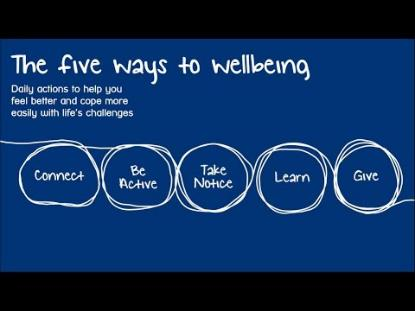 The five ways to wellbeing
Daily actions to help you
feel better and cope more
easily with life's challenges
Connect
Be
Active
Take
Notice
Learn
Give